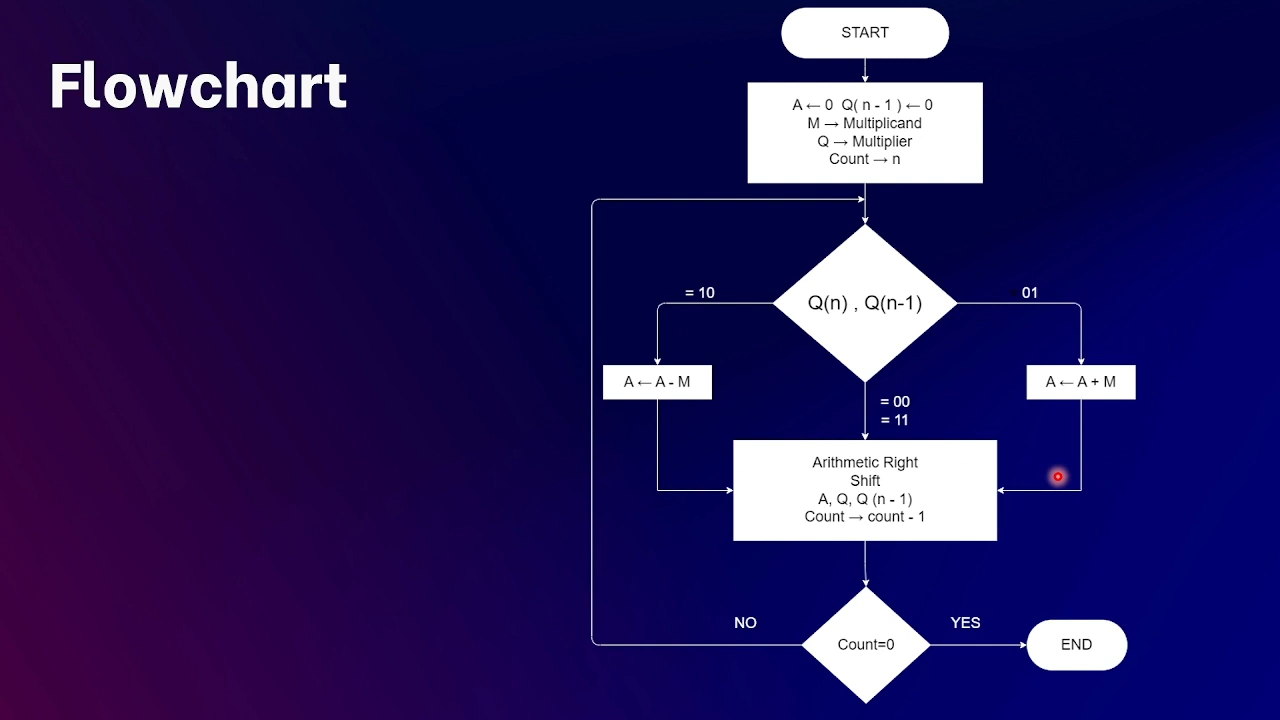 Flowchart
START
A ← 0 Q( n - 1 ) ← 0
M → Multiplicand
Q → Multiplier
Count → n
Q(n) , Q(n-1)
= 10
01
A ← A - M
A ← A + M
= 00
= 11
Arithmetic Right
Shift
A, Q, Q (n - 1)
Count → count - 1
NO
YES
Count=0
END